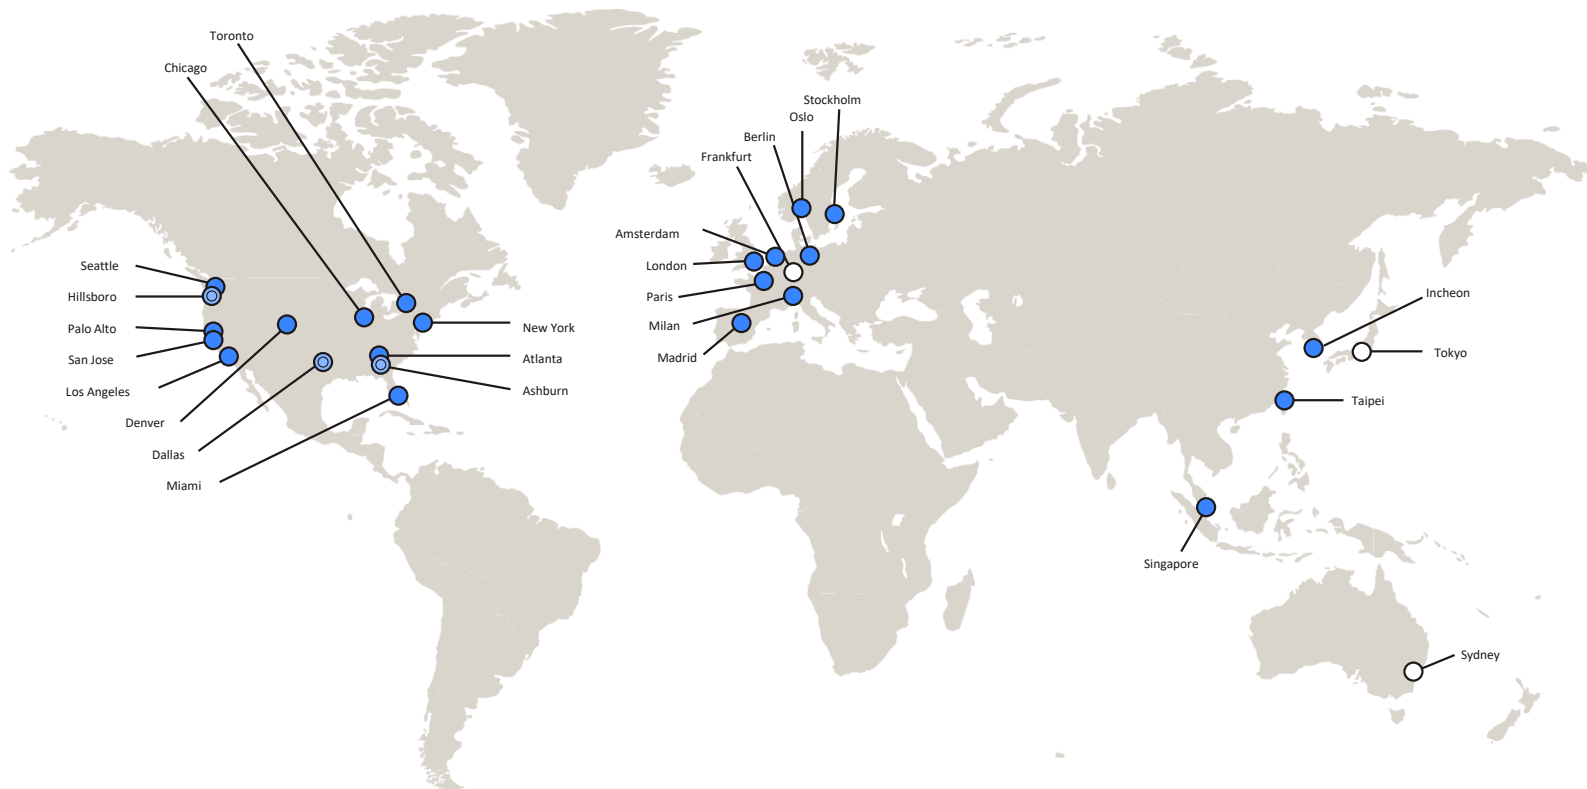 Toronto
Chicago
Stockholm
Oslo
Berlin
Frankfurt
Amsterdam
London
Paris
Milan
Madrid
Seattle
Hillsboro
Palo Alto
San Jose
Los Angeles
Denver
Dallas
Miami
New York
Atlanta
Ashburn
Incheon
Tokyo
Taipei
Singapore
Sydney